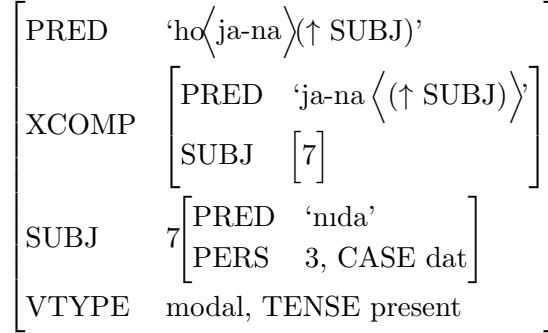 PRED ‘ho⟨ja-na⟩(↑ SUBJ)’
XCOMP [PRED ‘ja-na⟨(↑ SUBJ)⟩’
SUBJ [7]]
SUBJ 7[PRED ‘nıda’
PERS 3, CASE dat]
VTYPE modal, TENSE present